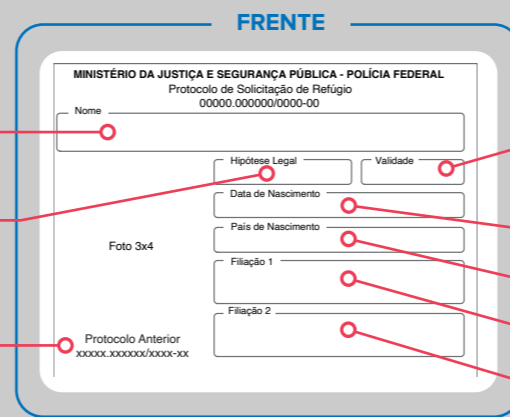 FRENTE
MINISTÉRIO DA JUSTIÇA E SEGURANÇA PÚBLICA - POLÍCIA FEDERAL
Protocolo de Solicitação de Refúgio
00000.000000/0000-00
Nome
Hipótese Legal
Validade
Data de Nascimento
País de Nascimento
Foto 3x4
Filiação 1
Filiação 2
Protocolo Anterior
xxxxx.xxxxxx/xxxx-xx